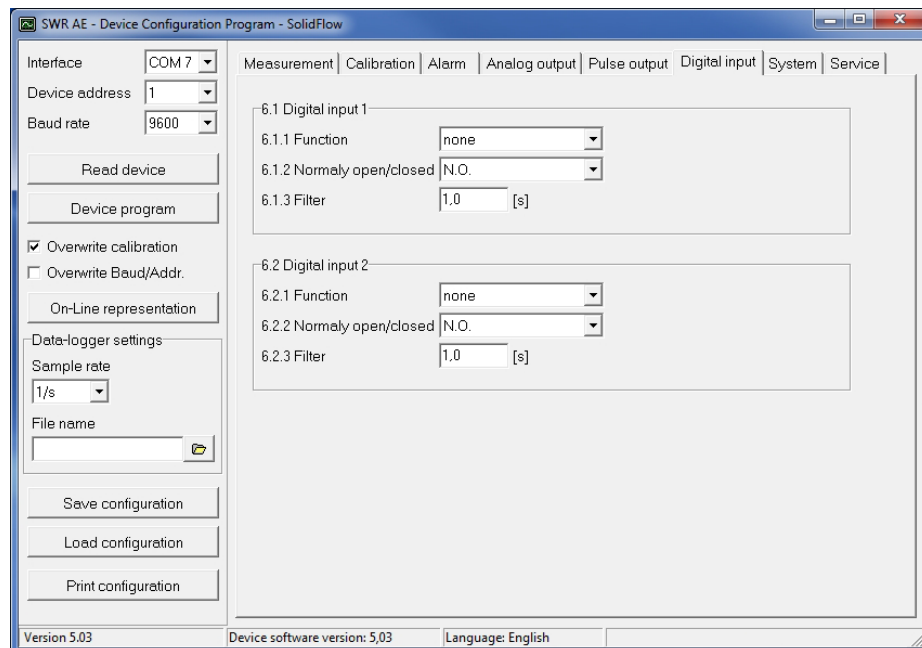 SWR AE - Device Configuration Program - SolidFlow
Interface COM 7
Device address 1
Baud rate 9600
Read device
Device program
Overwrite calibration
Overwrite Baud/Addr.
On-Line representation
Data-logger settings
Sample rate
1/s
File name
Save configuration
Load configuration
Print configuration
Measurement Calibration Alarm Analog output Pulse output Digital input System Service
6.1 Digital input 1
6.1.1 Function none
6.1.2 Normaly open/closed N.O.
6.1.3 Filter 1,0 [s]
6.2 Digital input 2
6.2.1 Function none
6.2.2 Normaly open/closed N.O.
6.2.3 Filter 1,0 [s]
Version 5.03 Device software version: 5,03 Language: English